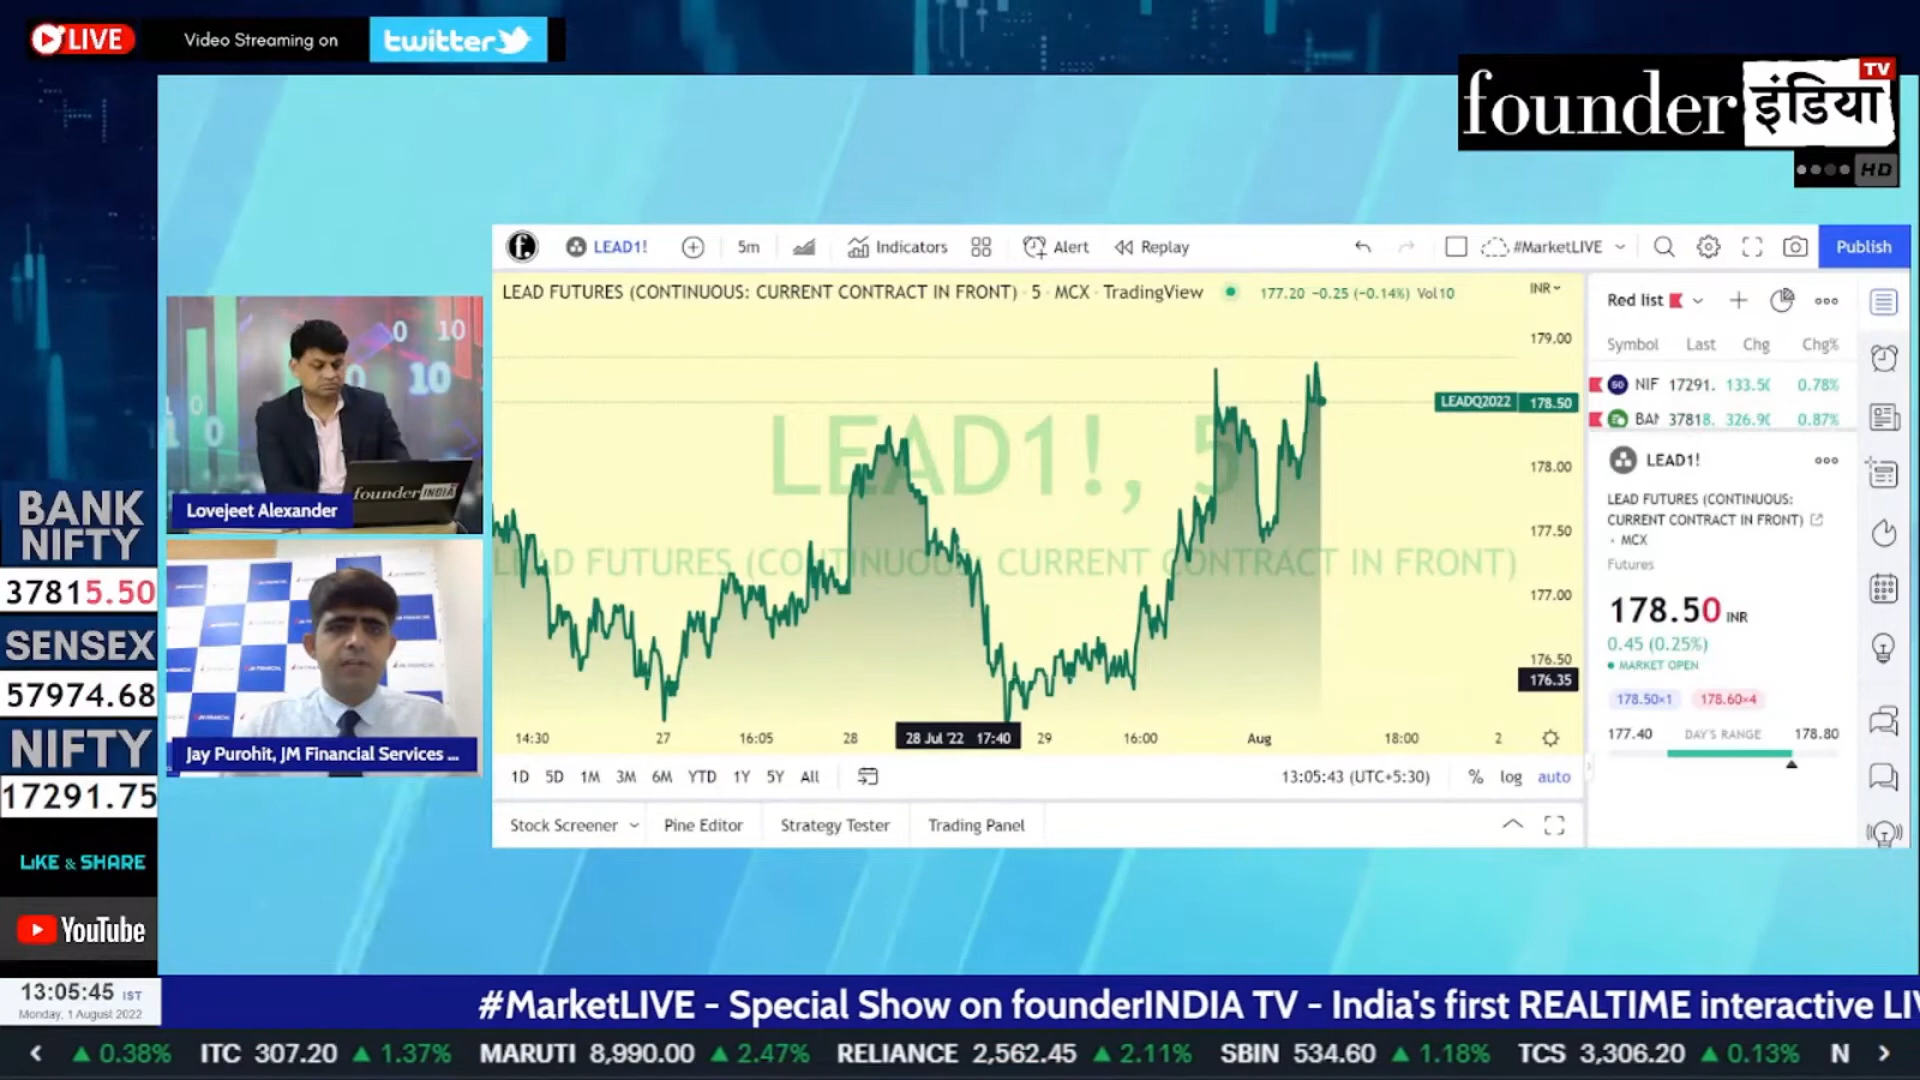 LIVE
Video Streaming on
twitter
founder इंडिया TV
HD
LEAD1!
5m
Indicators
Alert
Replay
#MarketLIVE
Publish
LEAD FUTURES (CONTINUOUS: CURRENT CONTRACT IN FRONT) · 5 · MCX · TradingView
177.20 −0.25 (−0.14%) Vol10
INR
Red list
Symbol Last Chg Chg%
50 NIF 17291. 133.5 0.78%
BAN 37818. 326.9 0.87%
179.00
LEADQ2022 178.50
178.00
177.50
177.00
176.50
176.35
LEAD1!, 5
LEAD FUTURES (CONTINUOUS: CURRENT CONTRACT IN FRONT)
LEAD1!
LEAD FUTURES (CONTINUOUS:
CURRENT CONTRACT IN FRONT)
· MCX
Futures
178.50 INR
0.45 (0.25%)
MARKET OPEN
178.50×1 178.60×4
177.40 DAY'S RANGE 178.80
0 10
10
founder INDIA
Lovejeet Alexander
JM FINANCIAL
Jay Purohit, JM Financial Services ...
14:30 27 16:05 28 28 Jul '22 17:40 29 16:00 Aug 18:00 2
1D 5D 1M 3M 6M YTD 1Y 5Y All
13:05:43 (UTC+5:30) % log auto
Stock Screener Pine Editor Strategy Tester Trading Panel
BANK
NIFTY
37815.50
SENSEX
57974.68
NIFTY
17291.75
LIKE & SHARE
YouTube
13:05:45 IST
Monday, 1 August 2022
#MarketLIVE - Special Show on founderINDIA TV - India's first REALTIME interactive LIV
0.38% ITC 307.20 1.37% MARUTI 8,990.00 2.47% RELIANCE 2,562.45 2.11% SBIN 534.60 1.18% TCS 3,306.20 0.13% N